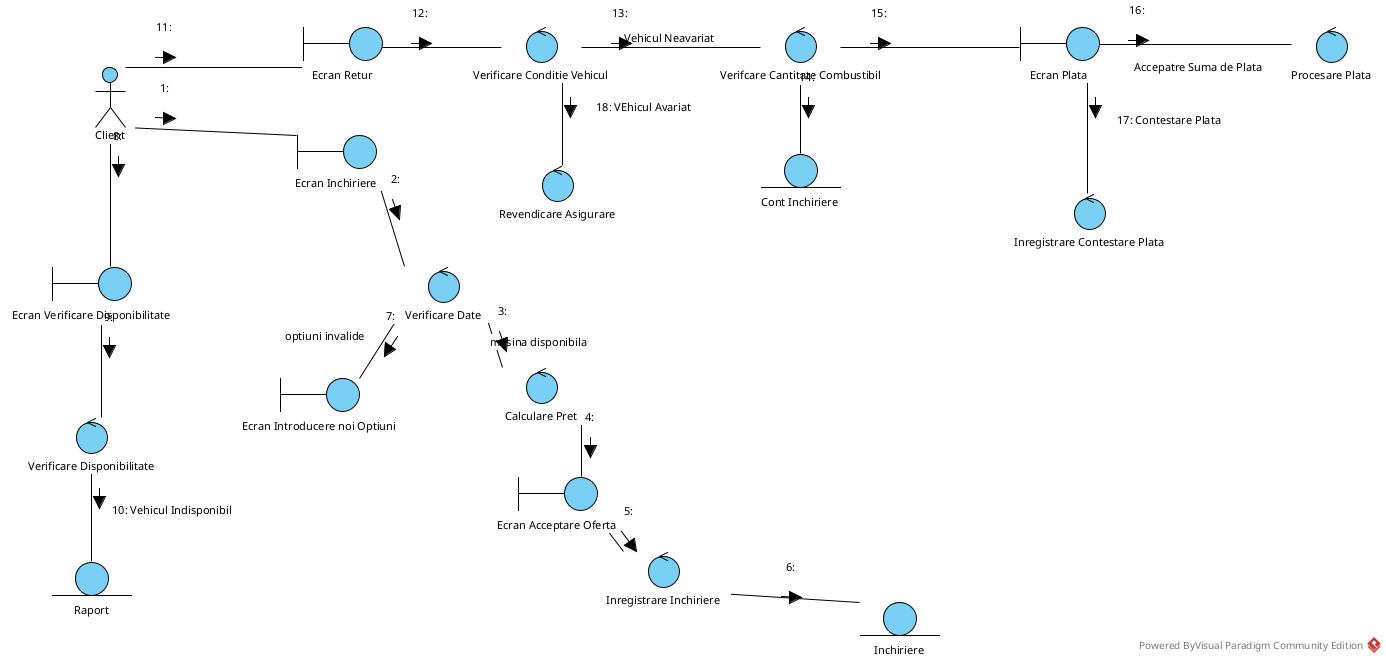 11:
12:
13:
15:
16:
Vehicul Neavariat
Ecran Retur
Verificare Conditie Vehicul
Verifcare Cantitate Combustibil
Ecran Plata
Accepatre Suma de Plata
Procesare Plata
1:
14:
18: VEhicul Avariat
17: Contestare Plata
Client
8:
Ecran Inchiriere
2:
Cont Inchiriere
Revendicare Asigurare
Inregistrare Contestare Plata
Ecran Verificare Disponibilitate
9:
7:
Verificare Date
3:
optiuni invalide
masina disponibila
Calculare Pret
4:
Ecran Introducere noi Optiuni
Verificare Disponibilitate
10: Vehicul Indisponibil
Ecran Acceptare Oferta
5:
6:
Inregistrare Inchiriere
Raport
Inchiriere
Powered ByVisual Paradigm Community Edition